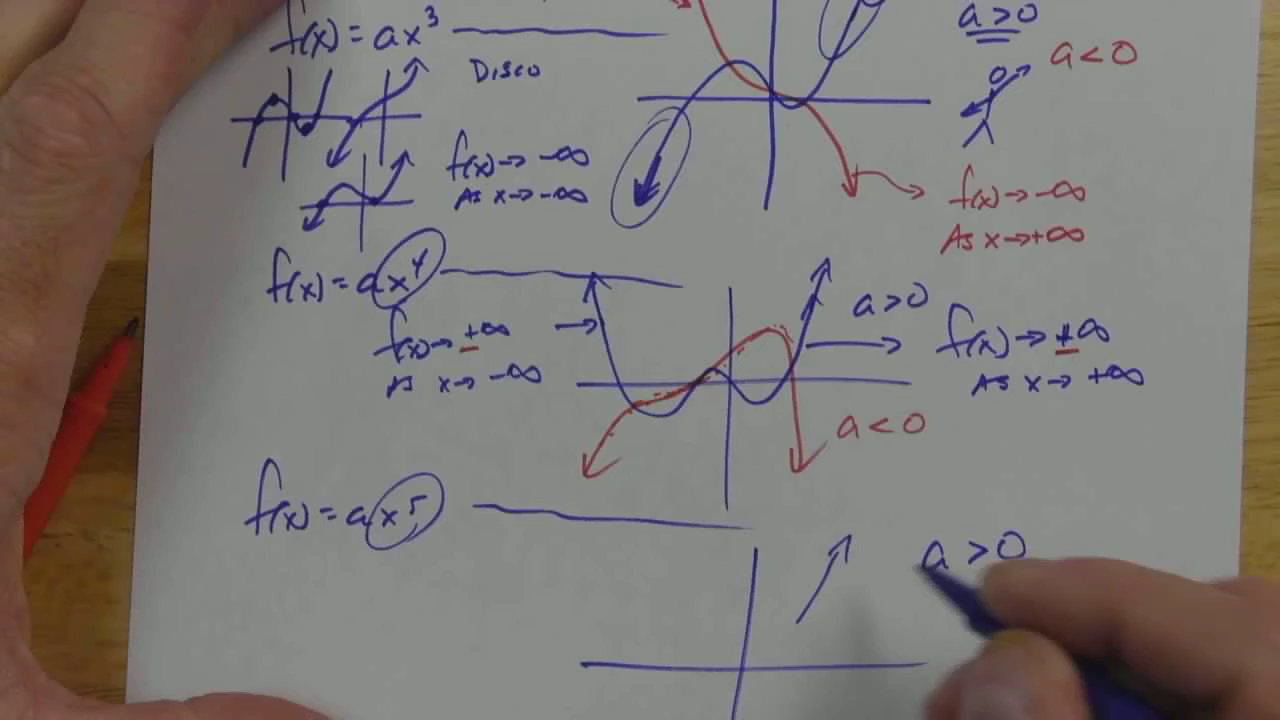 f(x) = ax³
Disco
a > 0
a < 0
f(x) → -∞
As x → -∞
f(x) → -∞
As x → +∞
f(x) = ax⁴
f(x) → +∞
As x → -∞
a > 0
f(x) → +∞
As x → +∞
a < 0
f(x) = ax⁵
a > 0